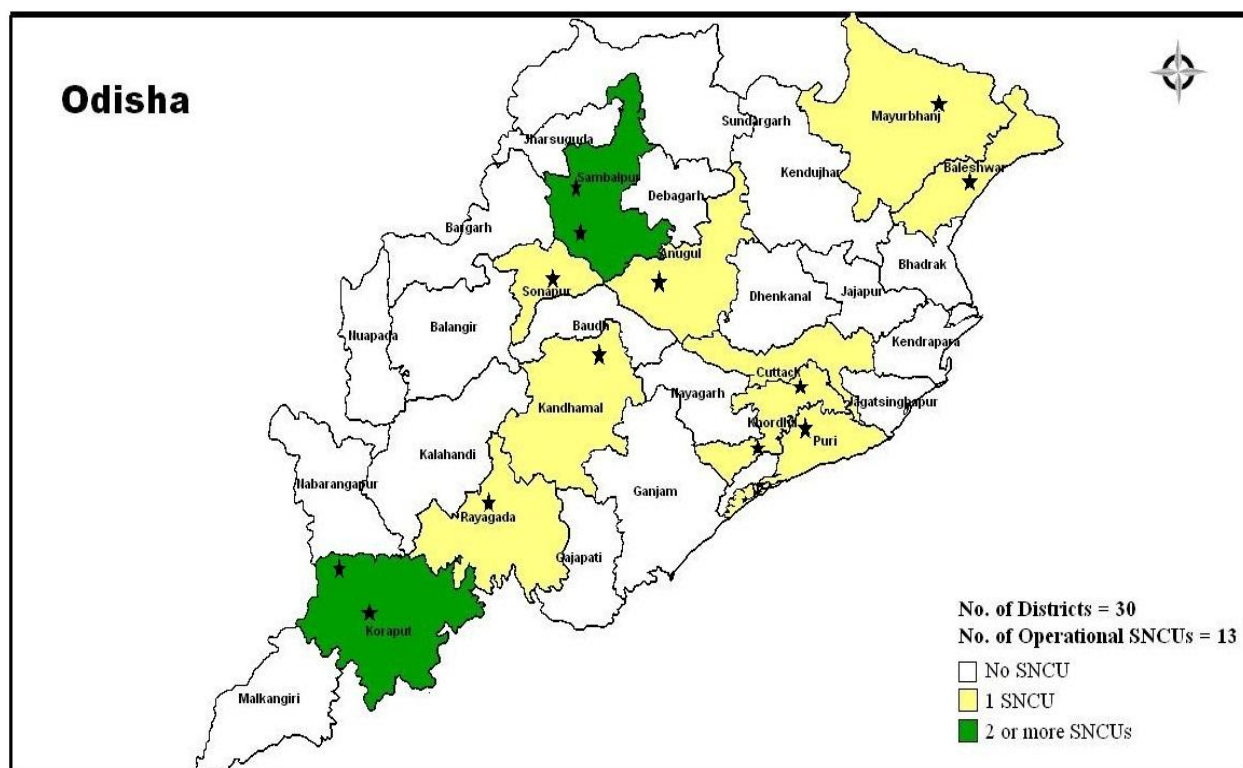 Odisha
Sundargarh
Mayurbhanj
Jharsuguda
Kendujhar
Baleshwar
Sambalpur
Debagarh
Bargarh
Anugul
Bhadrak
Sonapur
Dhenkanal
Jajapur
Nuapada
Balangir
Baudh
Kendrapara
Cuttack
Nayagarh
Jagatsinghapur
Kandhamal
Khordha
Puri
Kalahandi
Nabarangapur
Ganjam
Rayagada
Gajapati
Koraput
Malkangiri
No. of Districts = 30
No. of Operational SNCUs = 13
No SNCU
1 SNCU
2 or more SNCUs